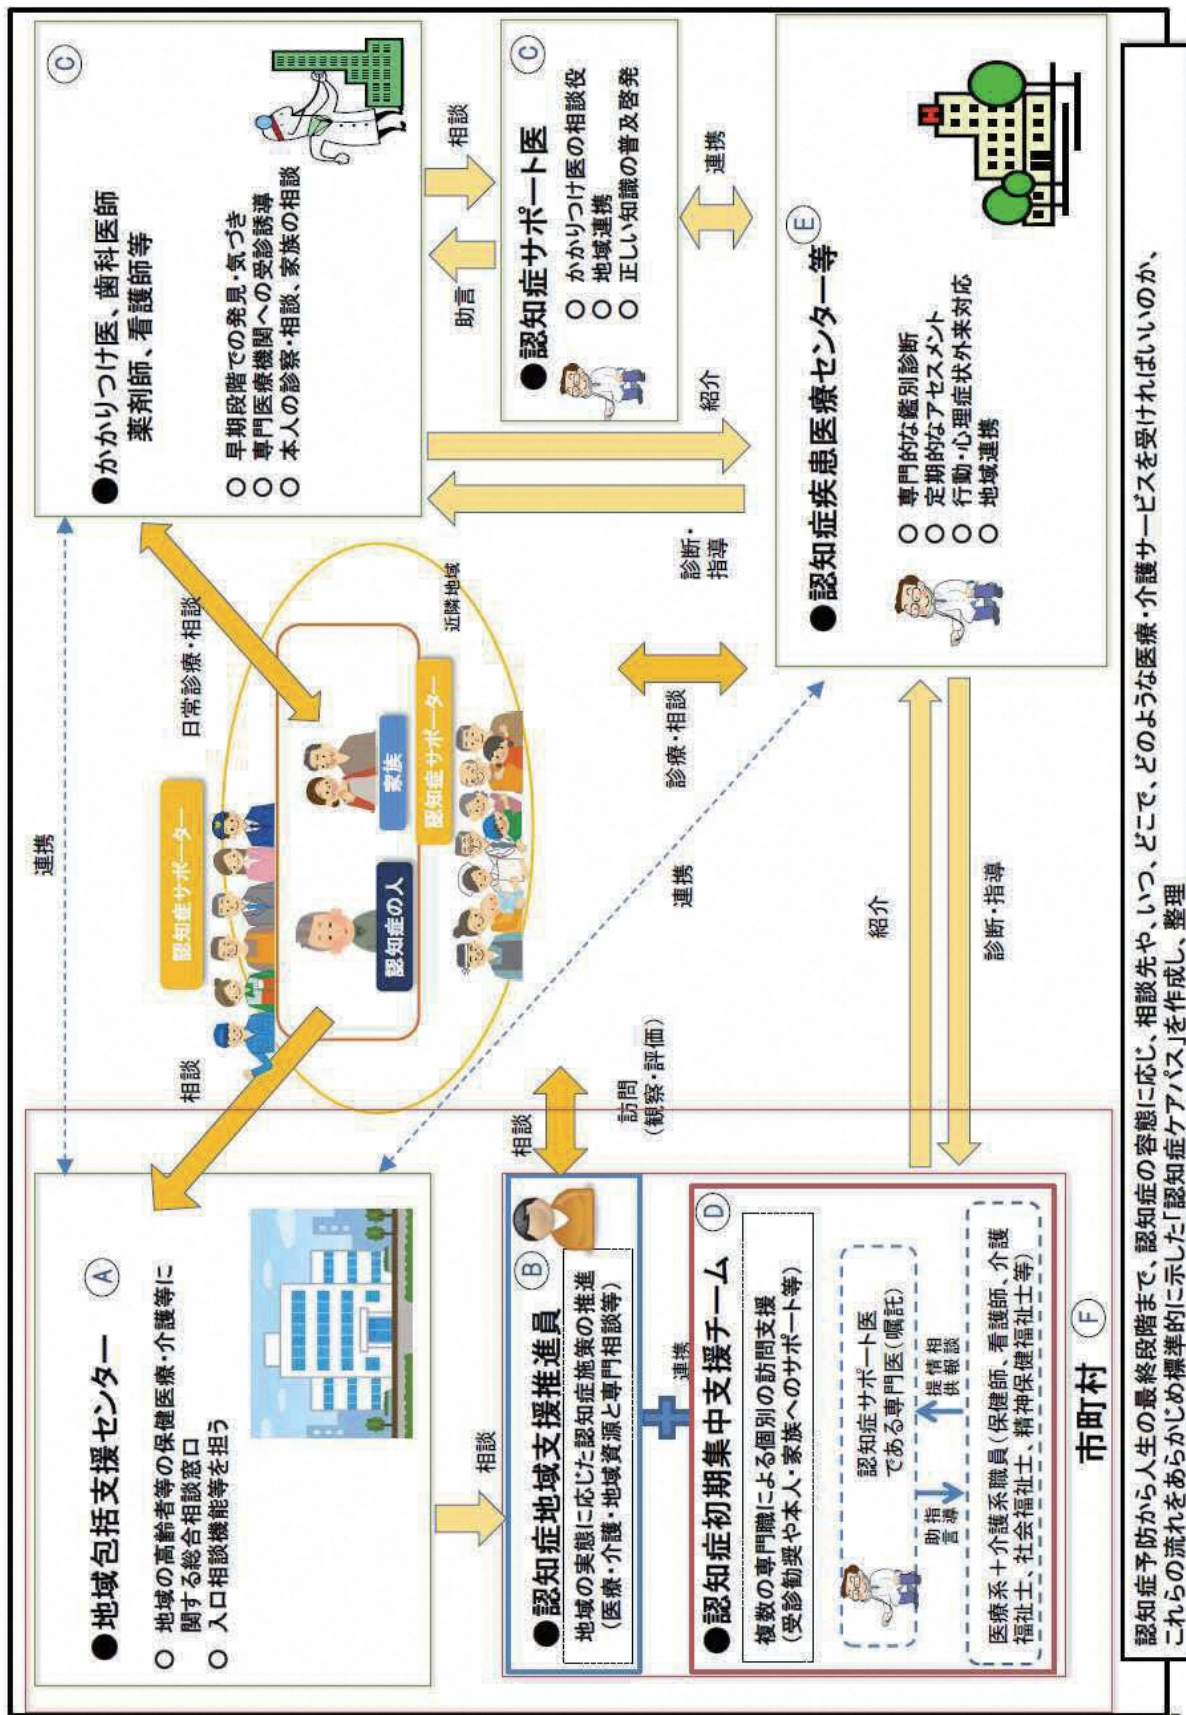 ●地域包括支援センター
Ⓐ
○ 地域の高齢者等の保健医療・介護等に
関する総合相談窓口
○ 入口相談機能等を担う
連携
相談
認知症サポーター
日常診療・相談
認知症の人
家族
認知症サポーター
近隣地域
●かかりつけ医、歯科医師
薬剤師、看護師等
Ⓒ
○ 早期段階での発見・気づき
○ 専門医療機関への受診誘導
○ 本人の診察・相談、家族の相談
相談
助言
相談
●認知症地域支援推進員
Ⓑ
地域の実態に応じた認知症施策の推進
(医療・介護・地域資源と専門相談等)
連携
●認知症初期集中支援チーム
Ⓓ
複数の専門職による個別の訪問支援
(受診勧奨や本人・家族へのサポート等)
認知症サポート医
である専門医(嘱託)
助言
指導
情報
提供
相談
医療系+介護系職員(保健師、看護師、介護
福祉士、社会福祉士、精神保健福祉士等)
市町村
Ⓕ
相談
訪問
(観察・評価)
連携
診療・相談
診断・
指導
紹介
●認知症サポート医
Ⓒ
○ かかりつけ医の相談役
○ 地域連携
○ 正しい知識の普及啓発
連携
●認知症疾患医療センター等
Ⓔ
H
○ 専門的な鑑別診断
○ 定期的なアセスメント
○ 行動・心理症状外来対応
○ 地域連携
紹介
診断・指導
認知症予防から人生の最終段階まで、認知症の容態に応じ、相談先や、いつ、どこで、どのような医療・介護サービスを受ければいいのか、
これらの流れをあらかじめ標準的に示した「認知症ケアパス」を作成し、整理